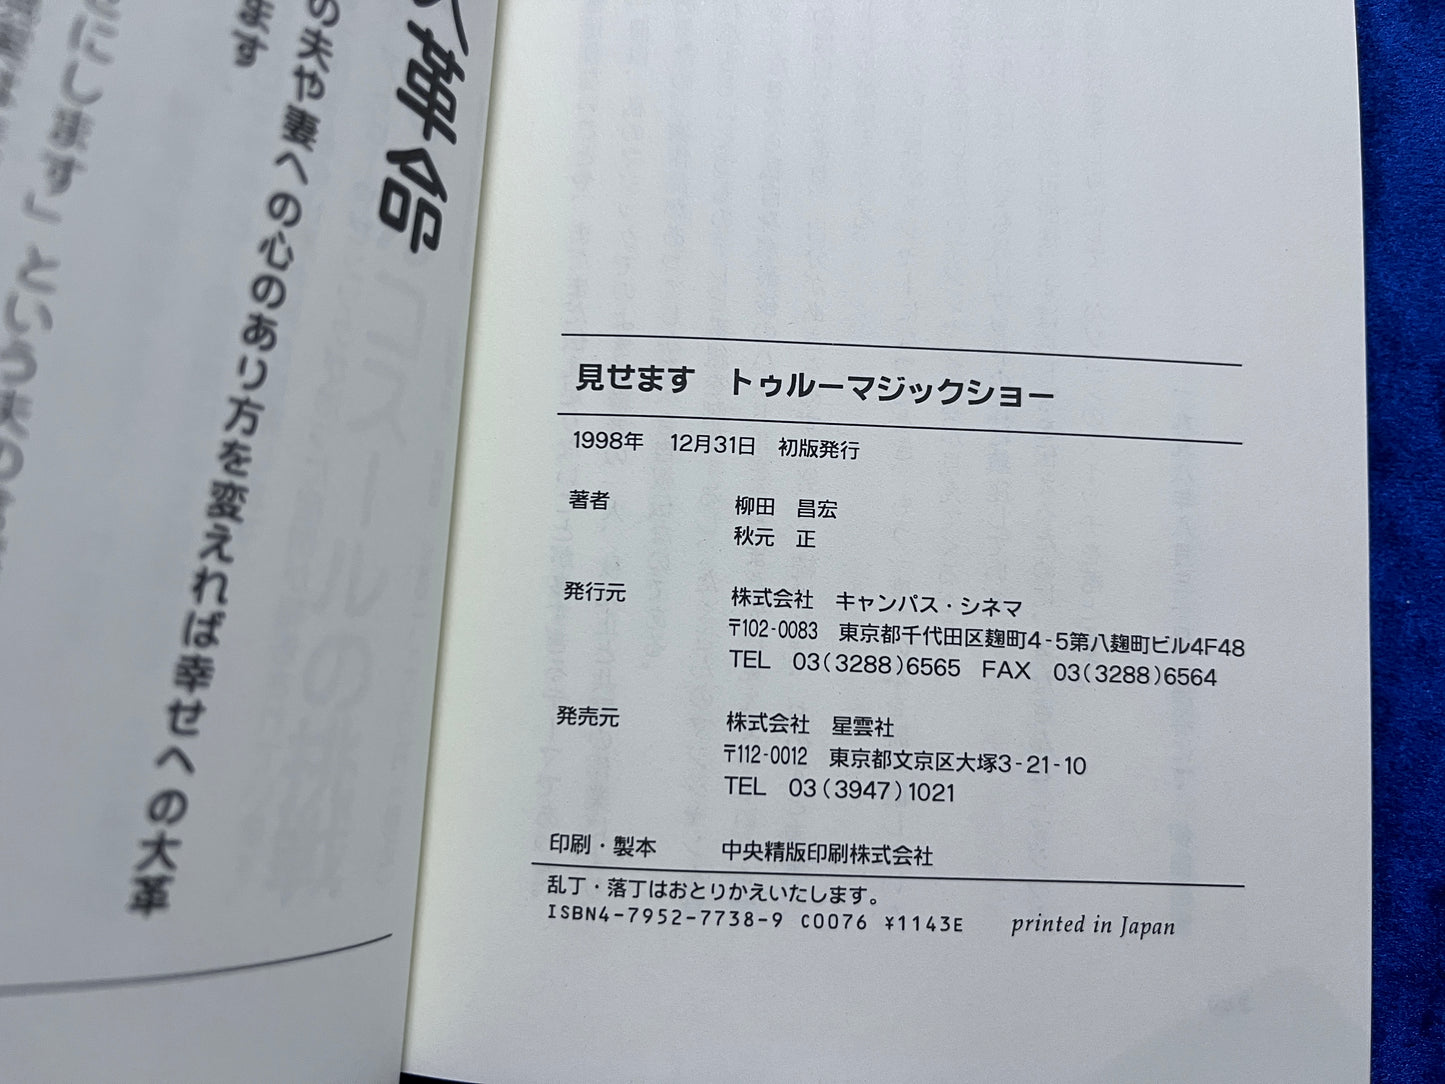 見せます　トゥルーマジックショー
1998年　12月31日　初版発行
著者　柳田　昌宏
秋元　正
発行元　株式会社　キャンパス・シネマ
〒102-0083　東京都千代田区麹町4-5第八麹町ビル4F48
TEL　03(3288)6565　FAX　03(3288)6564
発売元　株式会社　星雲社
〒112-0012　東京都文京区大塚3-21-10
TEL　03(3947)1021
印刷・製本　中央精版印刷株式会社
乱丁・落丁はおとりかえいたします。
ISBN4-7952-7738-9 C0076 ¥1143E　printed in Japan
革命
の夫や妻への心のあり方を変えれば幸せへの大革
ます
にします」という夫の